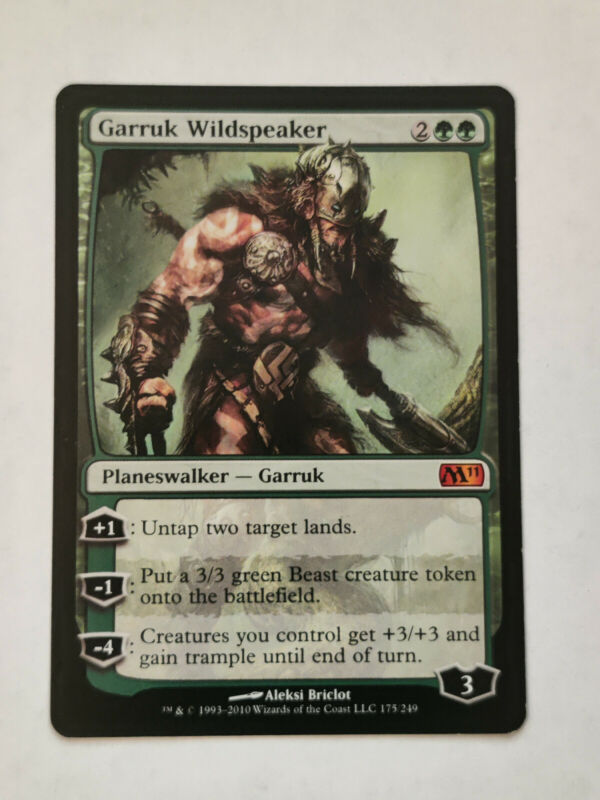 Garruk Wildspeaker 2
Planeswalker — Garruk M11
+1 : Untap two target lands.
-1 : Put a 3/3 green Beast creature token
onto the battlefield.
-4 : Creatures you control get +3/+3 and
gain trample until end of turn.
3
Aleksi Briclot
™ & © 1993–2010 Wizards of the Coast LLC 175/249